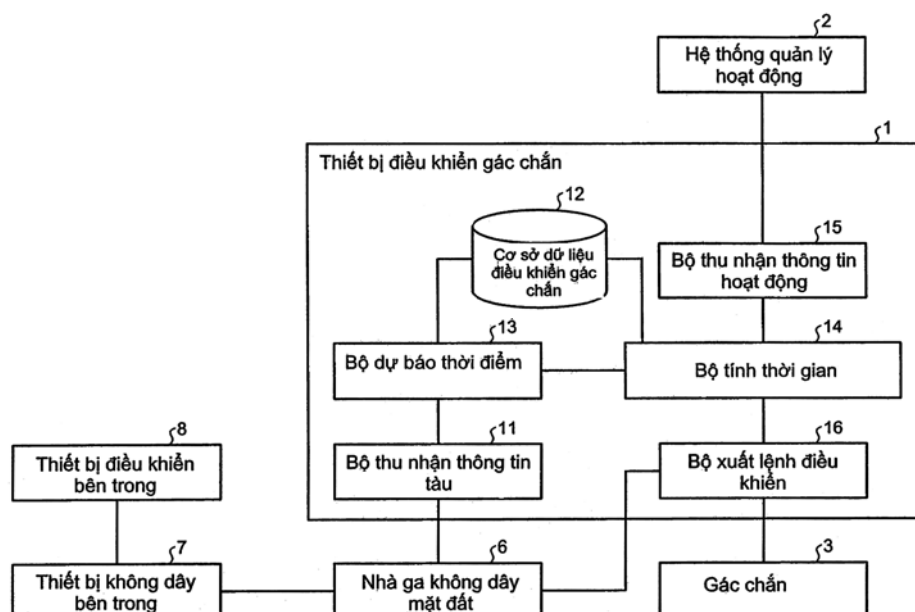 2
Hệ thống quản lý
hoạt động
1
Thiết bị điều khiển gác chắn
12
Cơ sở dữ liệu
điều khiển gác
chắn
15
Bộ thu nhận thông tin
hoạt động
13
Bộ dự báo thời điểm
14
Bộ tính thời gian
8
Thiết bị điều khiển
bên trong
11
Bộ thu nhận thông tin
tàu
16
Bộ xuất lệnh điều
khiển
7
Thiết bị không dây
bên trong
6
Nhà ga không dây
mặt đất
3
Gác chắn